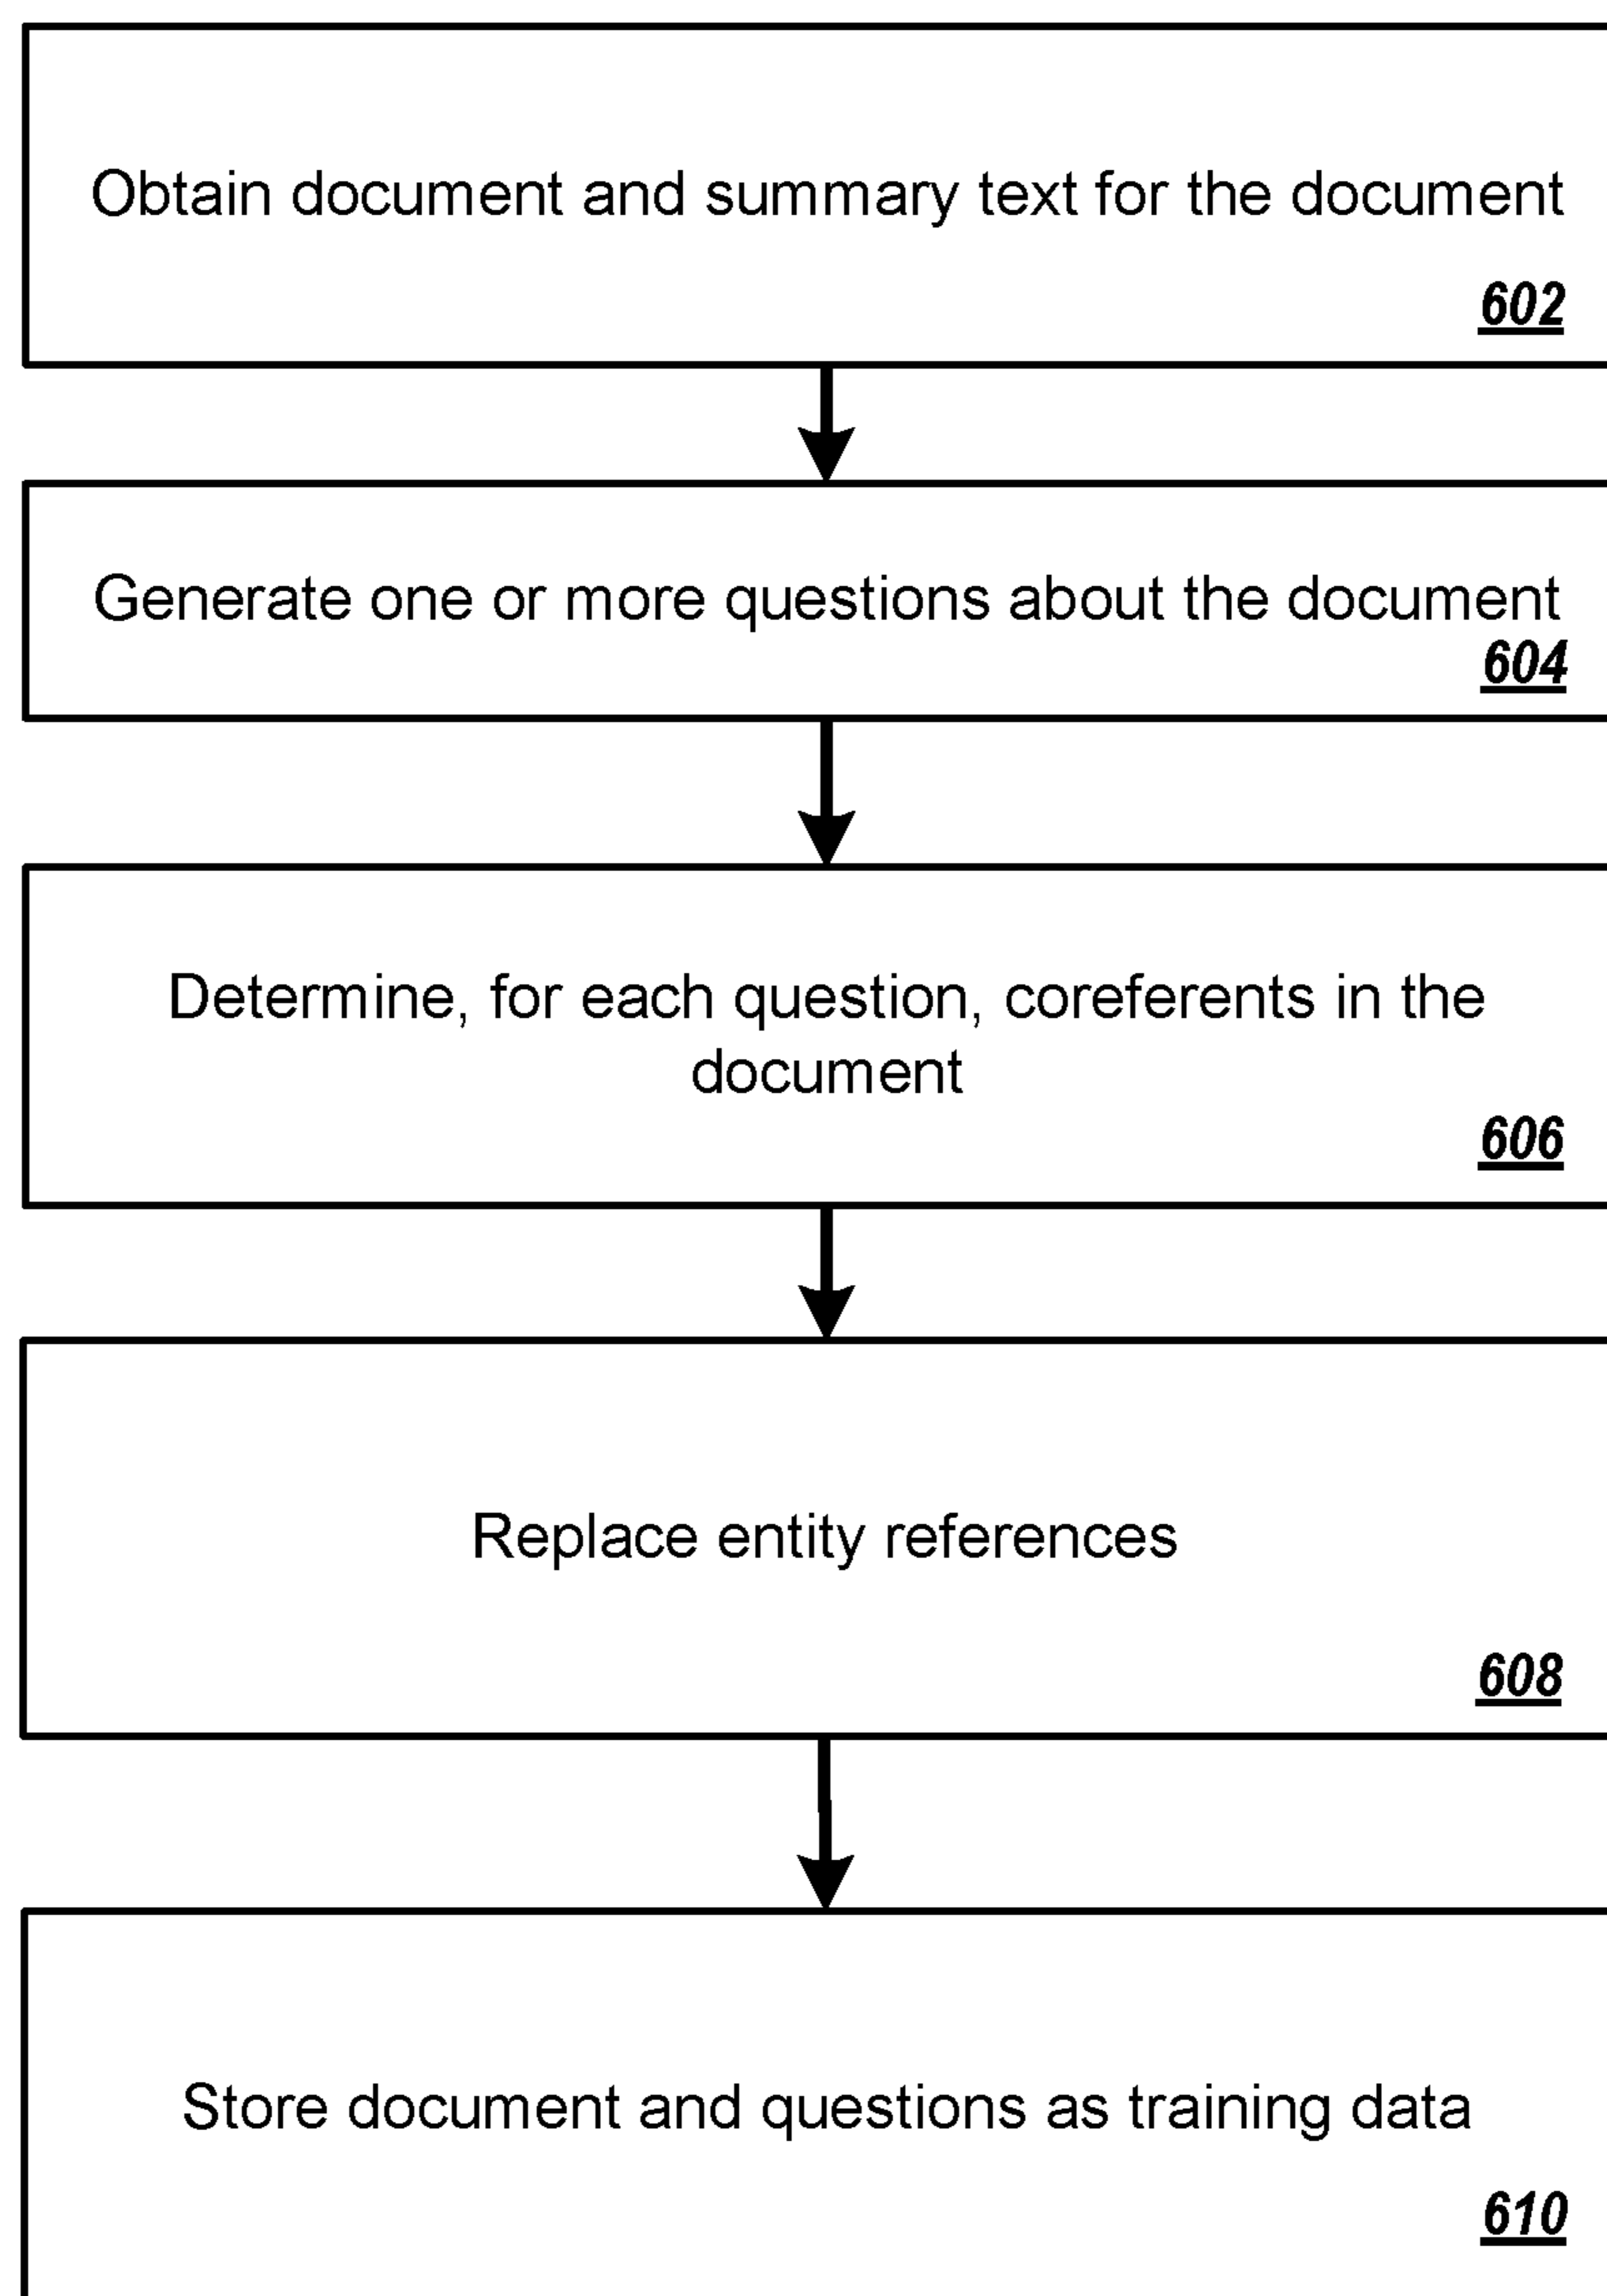 Obtain document and summary text for the document
602
Generate one or more questions about the document
604
Determine, for each question, coreferents in the
document
606
Replace entity references
608
Store document and questions as training data
610